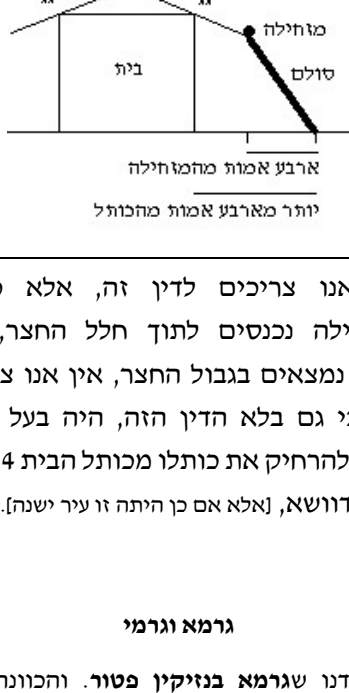 גג גג
מזחילה
סולם
בית
ארבע אמות מהמזחילה
יותר מארבע אמות מהכותל
אנו צריכים לדין זה, אלא
ילה נכנסים לתוך חלל החצר,
נמצאים בגבול החצר, אין אנו צ
י גם בלא הדין הזה, היה בעל
להרחיק את כותלו מכותל הבית 4
דוושא, [אלא אם כן היתה זו עיר ישנה].
גרמא וגרמי
דנו שגרמא בנזיקין פטור. והכוונה